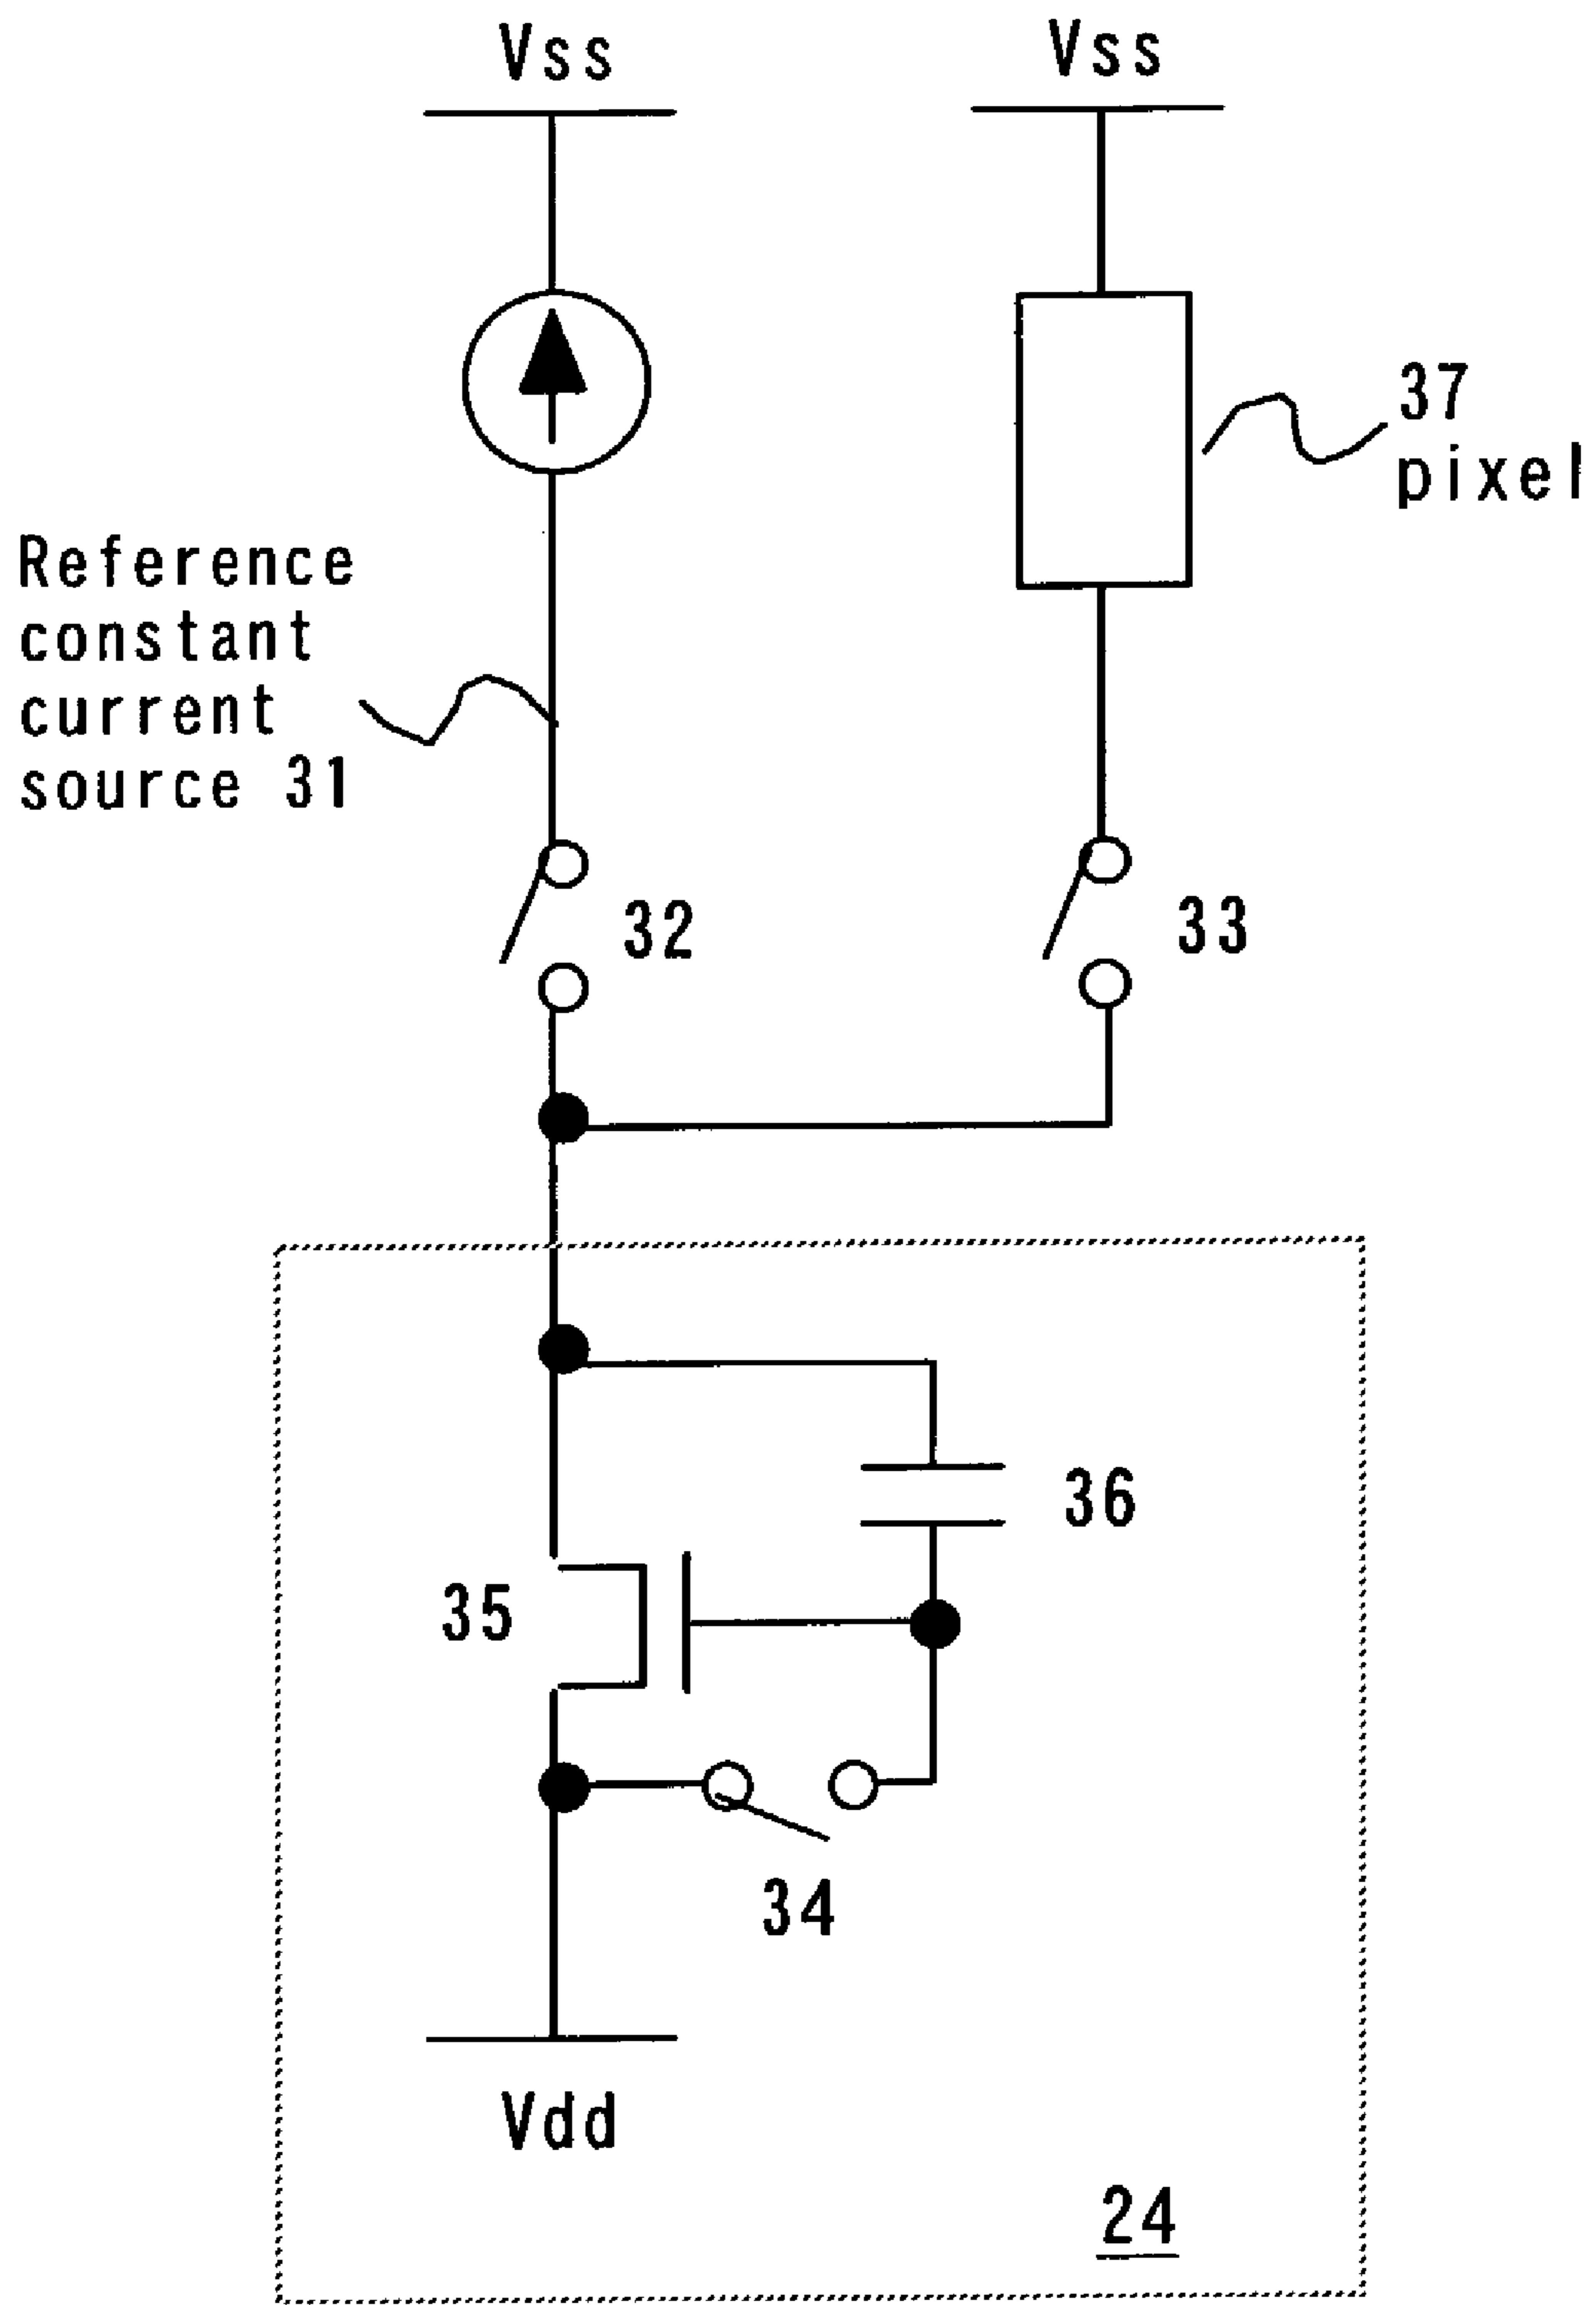 Vss
Vss
37
pixel
Reference
constant
current
source 31
32
33
36
35
34
Vdd
24